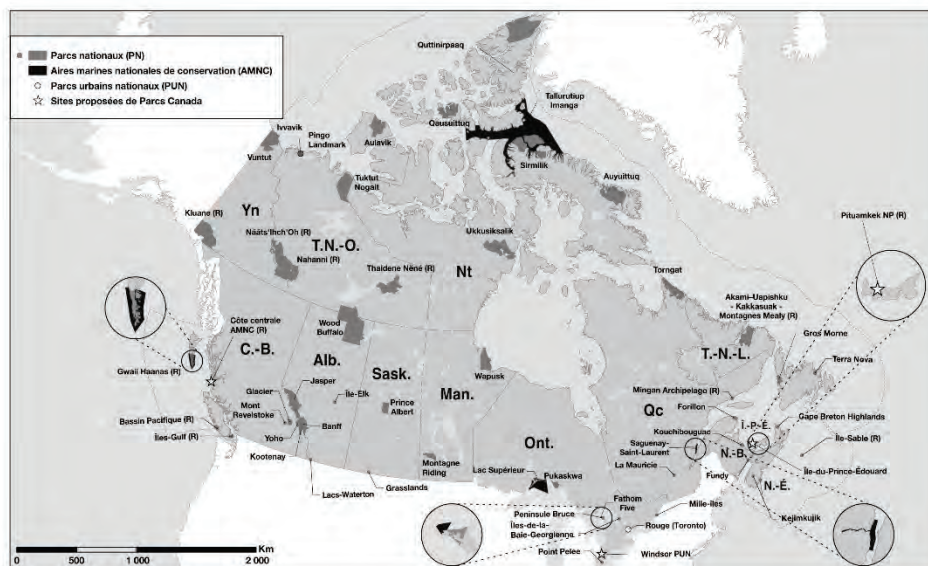 Parcs nationaux (PN)
Aires marines nationales de conservation (AMNC)
Parcs urbains nationaux (PUN)
Sites proposées de Parcs Canada
Quttinirpaaq
Tallurutiup
Imanga
Qausuittuq
Ivvavik
Pingo
Landmark
Aulavik
Vuntut
Sirmilik
Tuktut
Nogait
Auyuittuq
Kluane (R)
Yn
Nááts'ihch'Oh (R)
T.N.-O.
Ukkusiksalik
Pituamkek NP (R)
Nahanni (R)
Thaidene Nëné (R)
Nt
Torngat
Akami–Uapishku
- Kakkasuak -
Montagnes Mealy (R)
Côte centrale
AMNC (R)
Wood
Buffalo
Gros Morne
C.-B.
Alb.
T.-N.-L.
Terra Nova
Gwaii Haanas (R)
Jasper
Sask.
Wapusk
Glacier
Île-Elk
Man.
Mingan Archipelago (R)
Mont
Revelstoke
Prince
Albert
Qc
Forillon
Bassin Pacifique (R)
Banff
Î.-P.-É.
Cape Breton Highlands
Îles-Gulf (R)
Yoho
Ont.
Kouchibouguac
Saguenay-
Saint-Laurent
N.-B.
Île-Sable (R)
Kootenay
Montagne
Riding
Lac Supérieur
Pukaskwa
La Mauricie
Île-du-Prince-Édouard
Lacs-Waterton
Grasslands
Fundy
N.-É.
Fathom
Five
Mille-îles
Kejimkujik
Peninsule Bruce
Îles-de-la-
Baie-Georgienne
Rouge (Toronto)
Point Pelee
Windsor PUN
Km
0
500
1 000
2 000